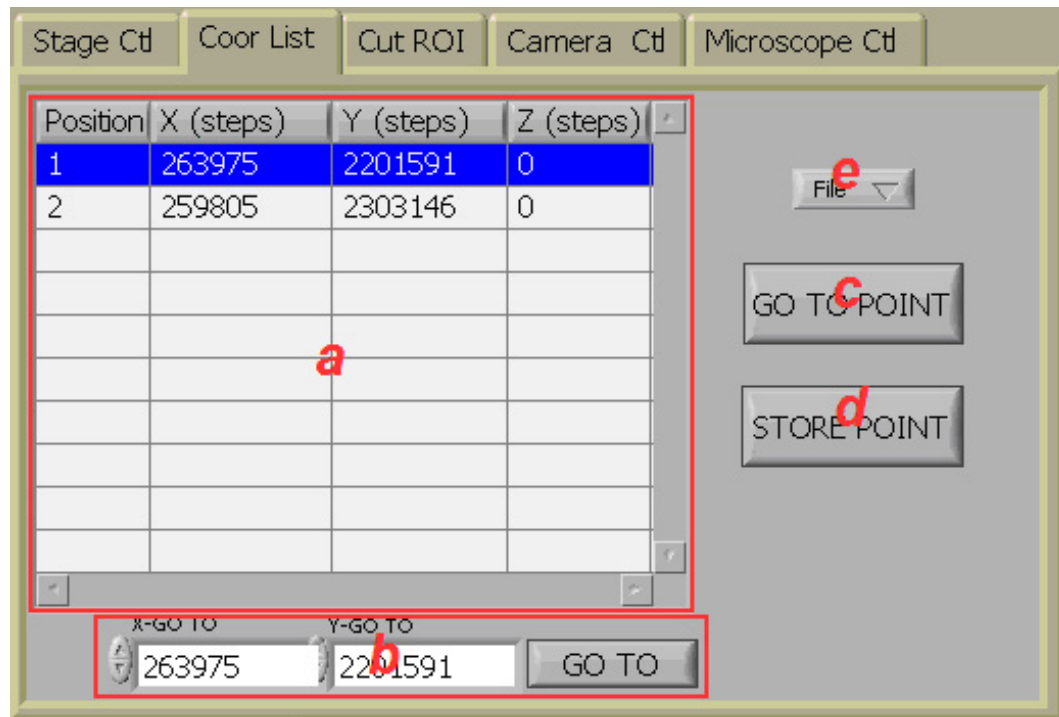 Stage Ctl Coor List Cut ROI Camera Ctl Microscope Ctl
Position X (steps) Y (steps) Z (steps)
1 263975 2201591 0
2 259805 2303146 0
a
e
File
c
GO TO POINT
d
STORE POINT
X-GO TO Y-GO TO
b
263975 2201591 GO TO